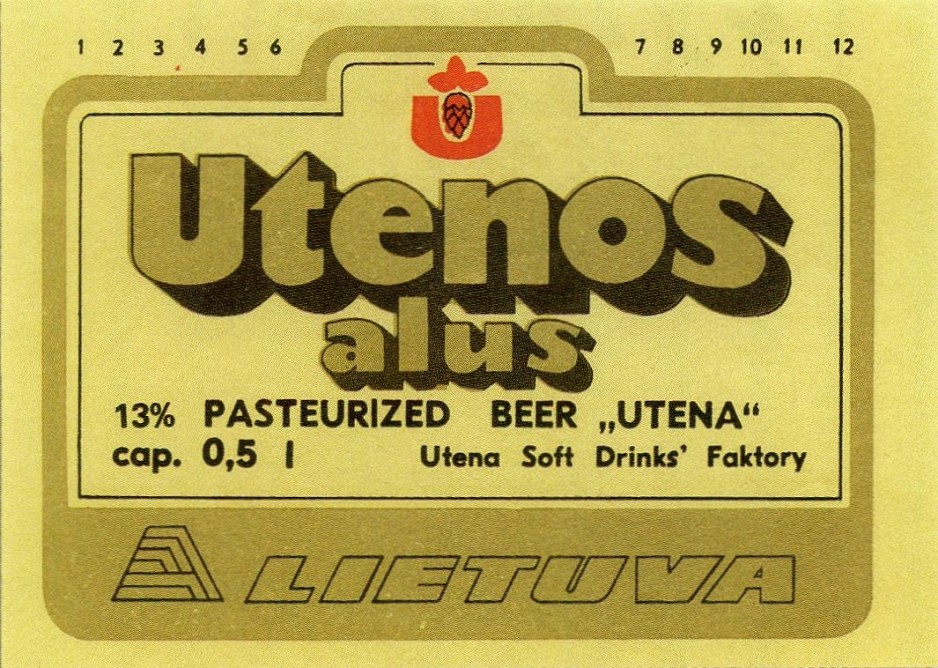 1 2 3 4 5 6 7 8 9 10 11 12
Utenos
alus
13% PASTEURIZED BEER „UTENA“
cap. 0,5 l Utena Soft Drinks’ Faktory
LIETUVA